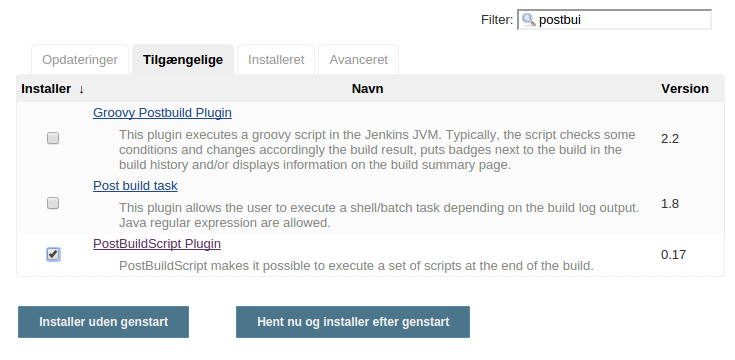 Filter: postbui
Opdateringer Tilgængelige Installeret Avanceret
Installer ↓ Navn Version
Groovy Postbuild Plugin
This plugin executes a groovy script in the Jenkins JVM. Typically, the script checks some
conditions and changes accordingly the build result, puts badges next to the build in the 2.2
build history and/or displays information on the build summary page.
Post build task
This plugin allows the user to execute a shell/batch task depending on the build log output. 1.8
Java regular expression are allowed.
PostBuildScript Plugin 0.17
PostBuildScript makes it possible to execute a set of scripts at the end of the build.
Installer uden genstart Hent nu og installer efter genstart